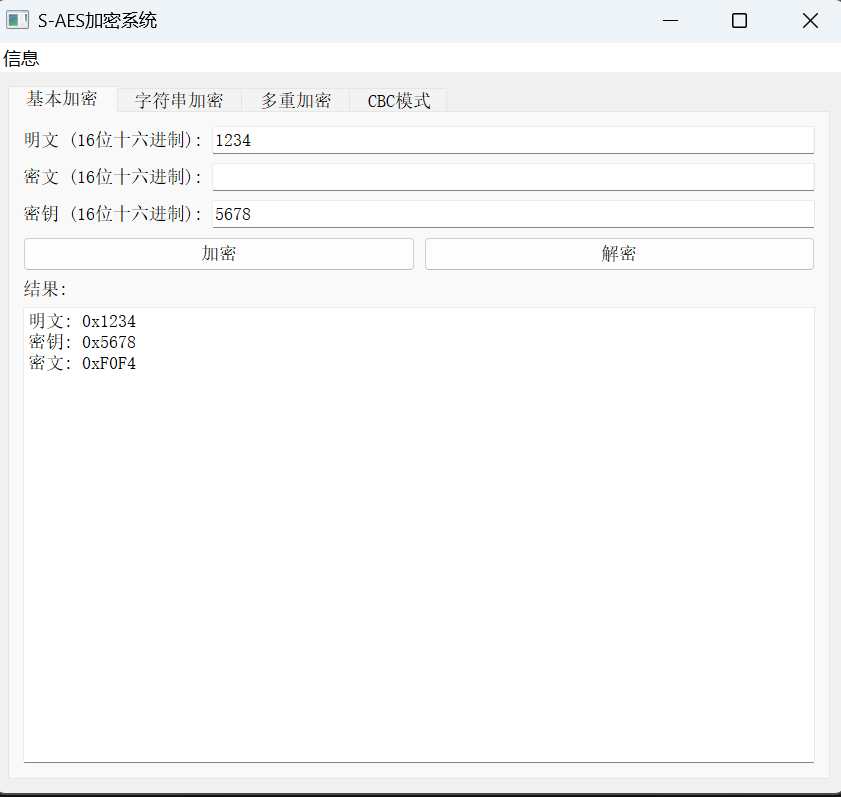 S-AES加密系统
信息
基本加密 字符串加密 多重加密 CBC模式
明文 (16位十六进制): 1234
密文 (16位十六进制):
密钥 (16位十六进制): 5678
加密 解密
结果:
明文: 0x1234
密钥: 0x5678
密文: 0xF0F4